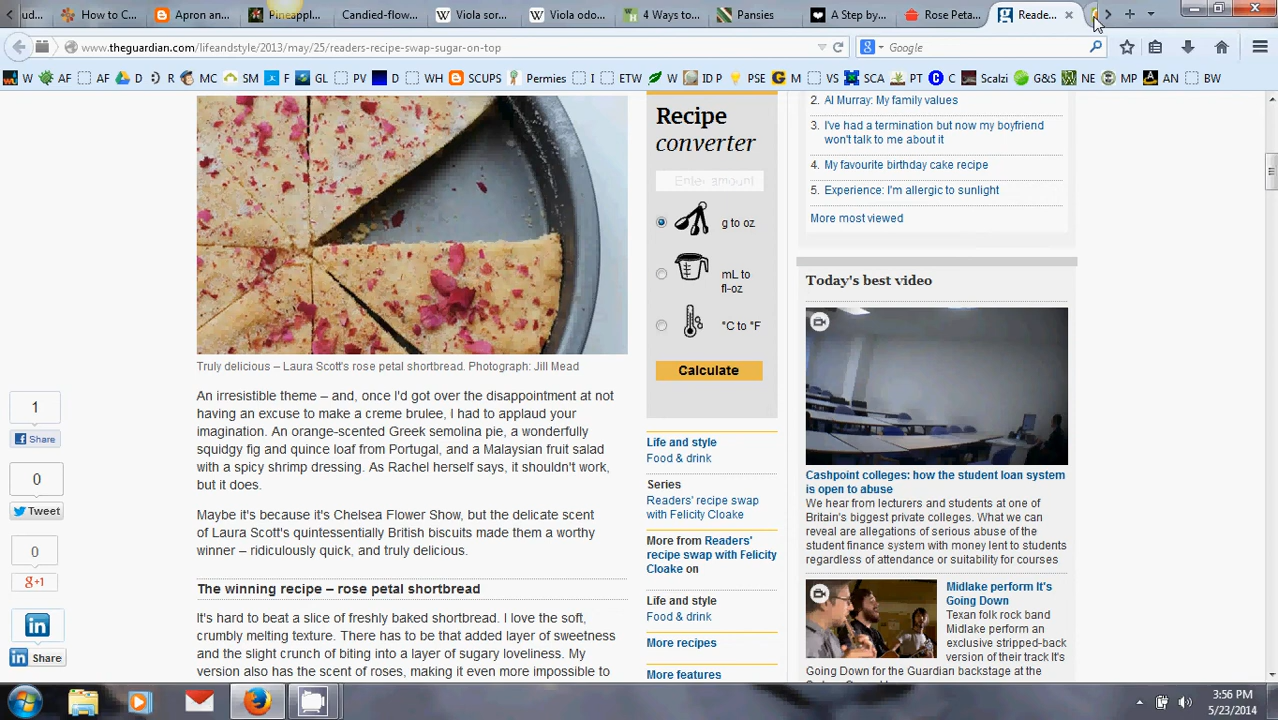 ud...
How to C...
Apron an...
Pineappl...
Candied-flow...
Viola sor...
Viola odo...
4 Ways to...
Pansies
A Step by...
Rose Peta...
Reade...
www.theguardian.com/lifeandstyle/2013/may/25/readers-recipe-swap-sugar-on-top
Google
W AF AF D R MC SM F GL PV D WH SCUPS Permies I ETW W ID P PSE M VS SCA PT C Scalzi G&S NE MP AN BW
Truly delicious – Laura Scott's rose petal shortbread. Photograph: Jill Mead
An irresistible theme – and, once I'd got over the disappointment at not
having an excuse to make a creme brulee, I had to applaud your
imagination. An orange-scented Greek semolina pie, a wonderfully
squidgy fig and quince loaf from Portugal, and a Malaysian fruit salad
with a spicy shrimp dressing. As Rachel herself says, it shouldn't work,
but it does.
Maybe it's because it's Chelsea Flower Show, but the delicate scent
of Laura Scott's quintessentially British biscuits made them a worthy
winner – ridiculously quick, and truly delicious.
The winning recipe – rose petal shortbread
It's hard to beat a slice of freshly baked shortbread. I love the soft,
crumbly melting texture. There has to be that added layer of sweetness
and the slight crunch of biting into a layer of sugary loveliness. My
version also has the scent of roses, making it even more impossible to
1
Share
0
Tweet
0
+1
in
in Share
Recipe
converter
Enter amount
g to oz
mL to
fl-oz
°C to °F
Calculate
Life and style
Food & drink
Series
Readers' recipe swap
with Felicity Cloake
More from Readers'
recipe swap with Felicity
Cloake on
Life and style
Food & drink
More recipes
More features
2. Al Murray: My family values
3. I've had a termination but now my boyfriend
won't talk to me about it
4. My favourite birthday cake recipe
5. Experience: I'm allergic to sunlight
More most viewed
Today's best video
Cashpoint colleges: how the student loan system
is open to abuse
We hear from lecturers and students at one of
Britain's biggest private colleges. What we can
reveal are allegations of serious abuse of the
student finance system with money lent to students
regardless of attendance or suitability for courses
Midlake perform It's
Going Down
Texan folk rock band
Midlake perform an
exclusive stripped-back
version of their track It's
Going Down for the Guardian backstage at the
3:56 PM
5/23/2014